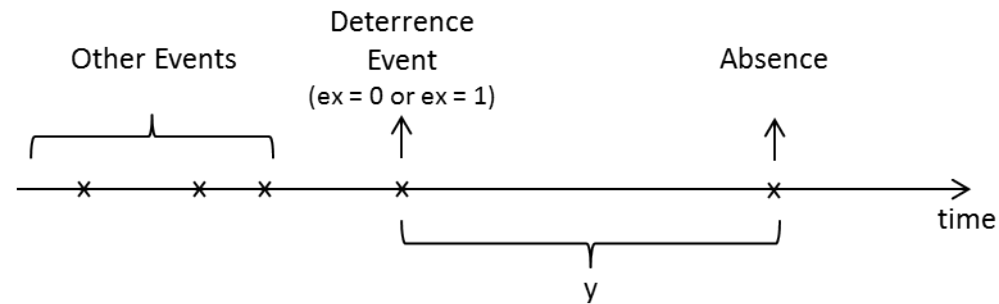 Other Events
Deterrence
Event
(ex = 0 or ex = 1)
Absence
time
y